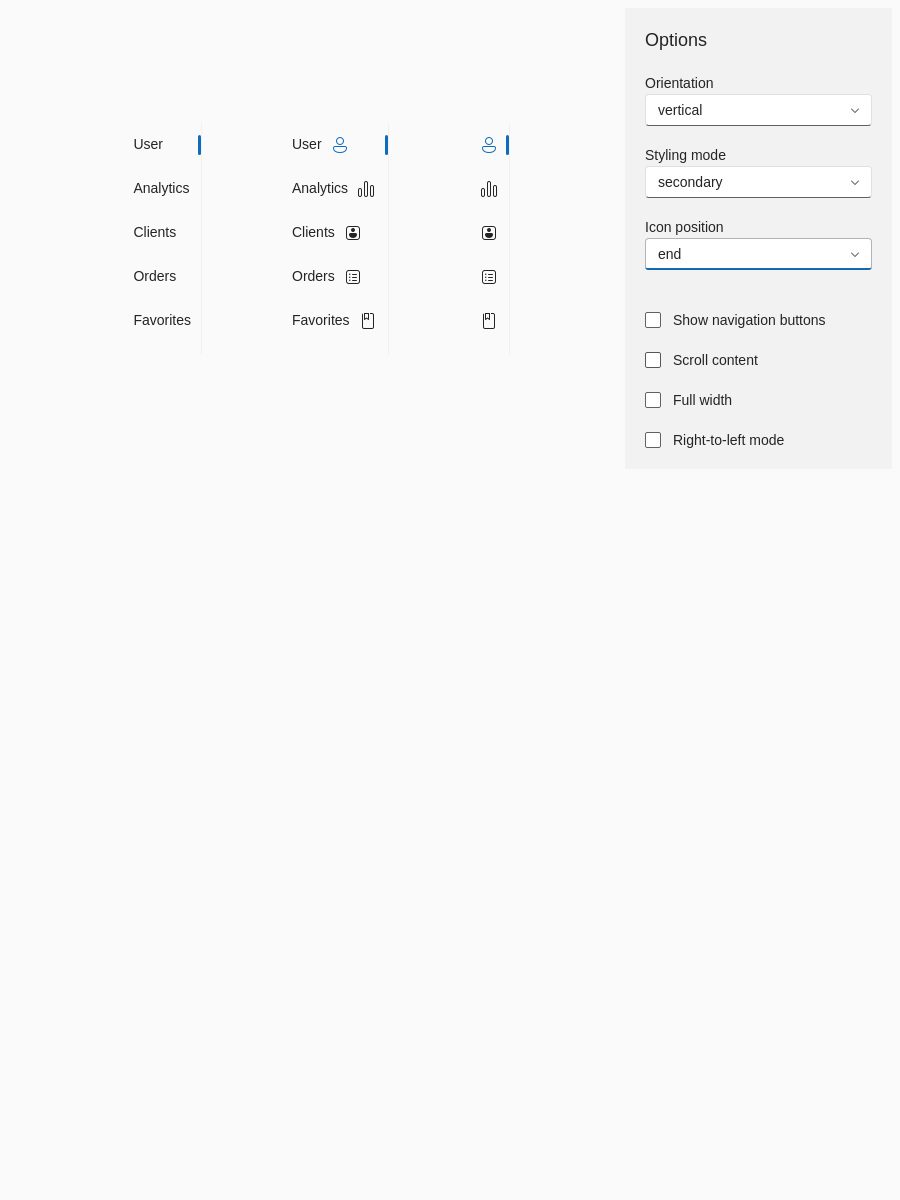 User
Analytics
Clients
Orders
Favorites
User
Analytics
Clients
Orders
Favorites
Options
Orientation
vertical
Styling mode
secondary
Icon position
end
Show navigation buttons
Scroll content
Full width
Right-to-left mode